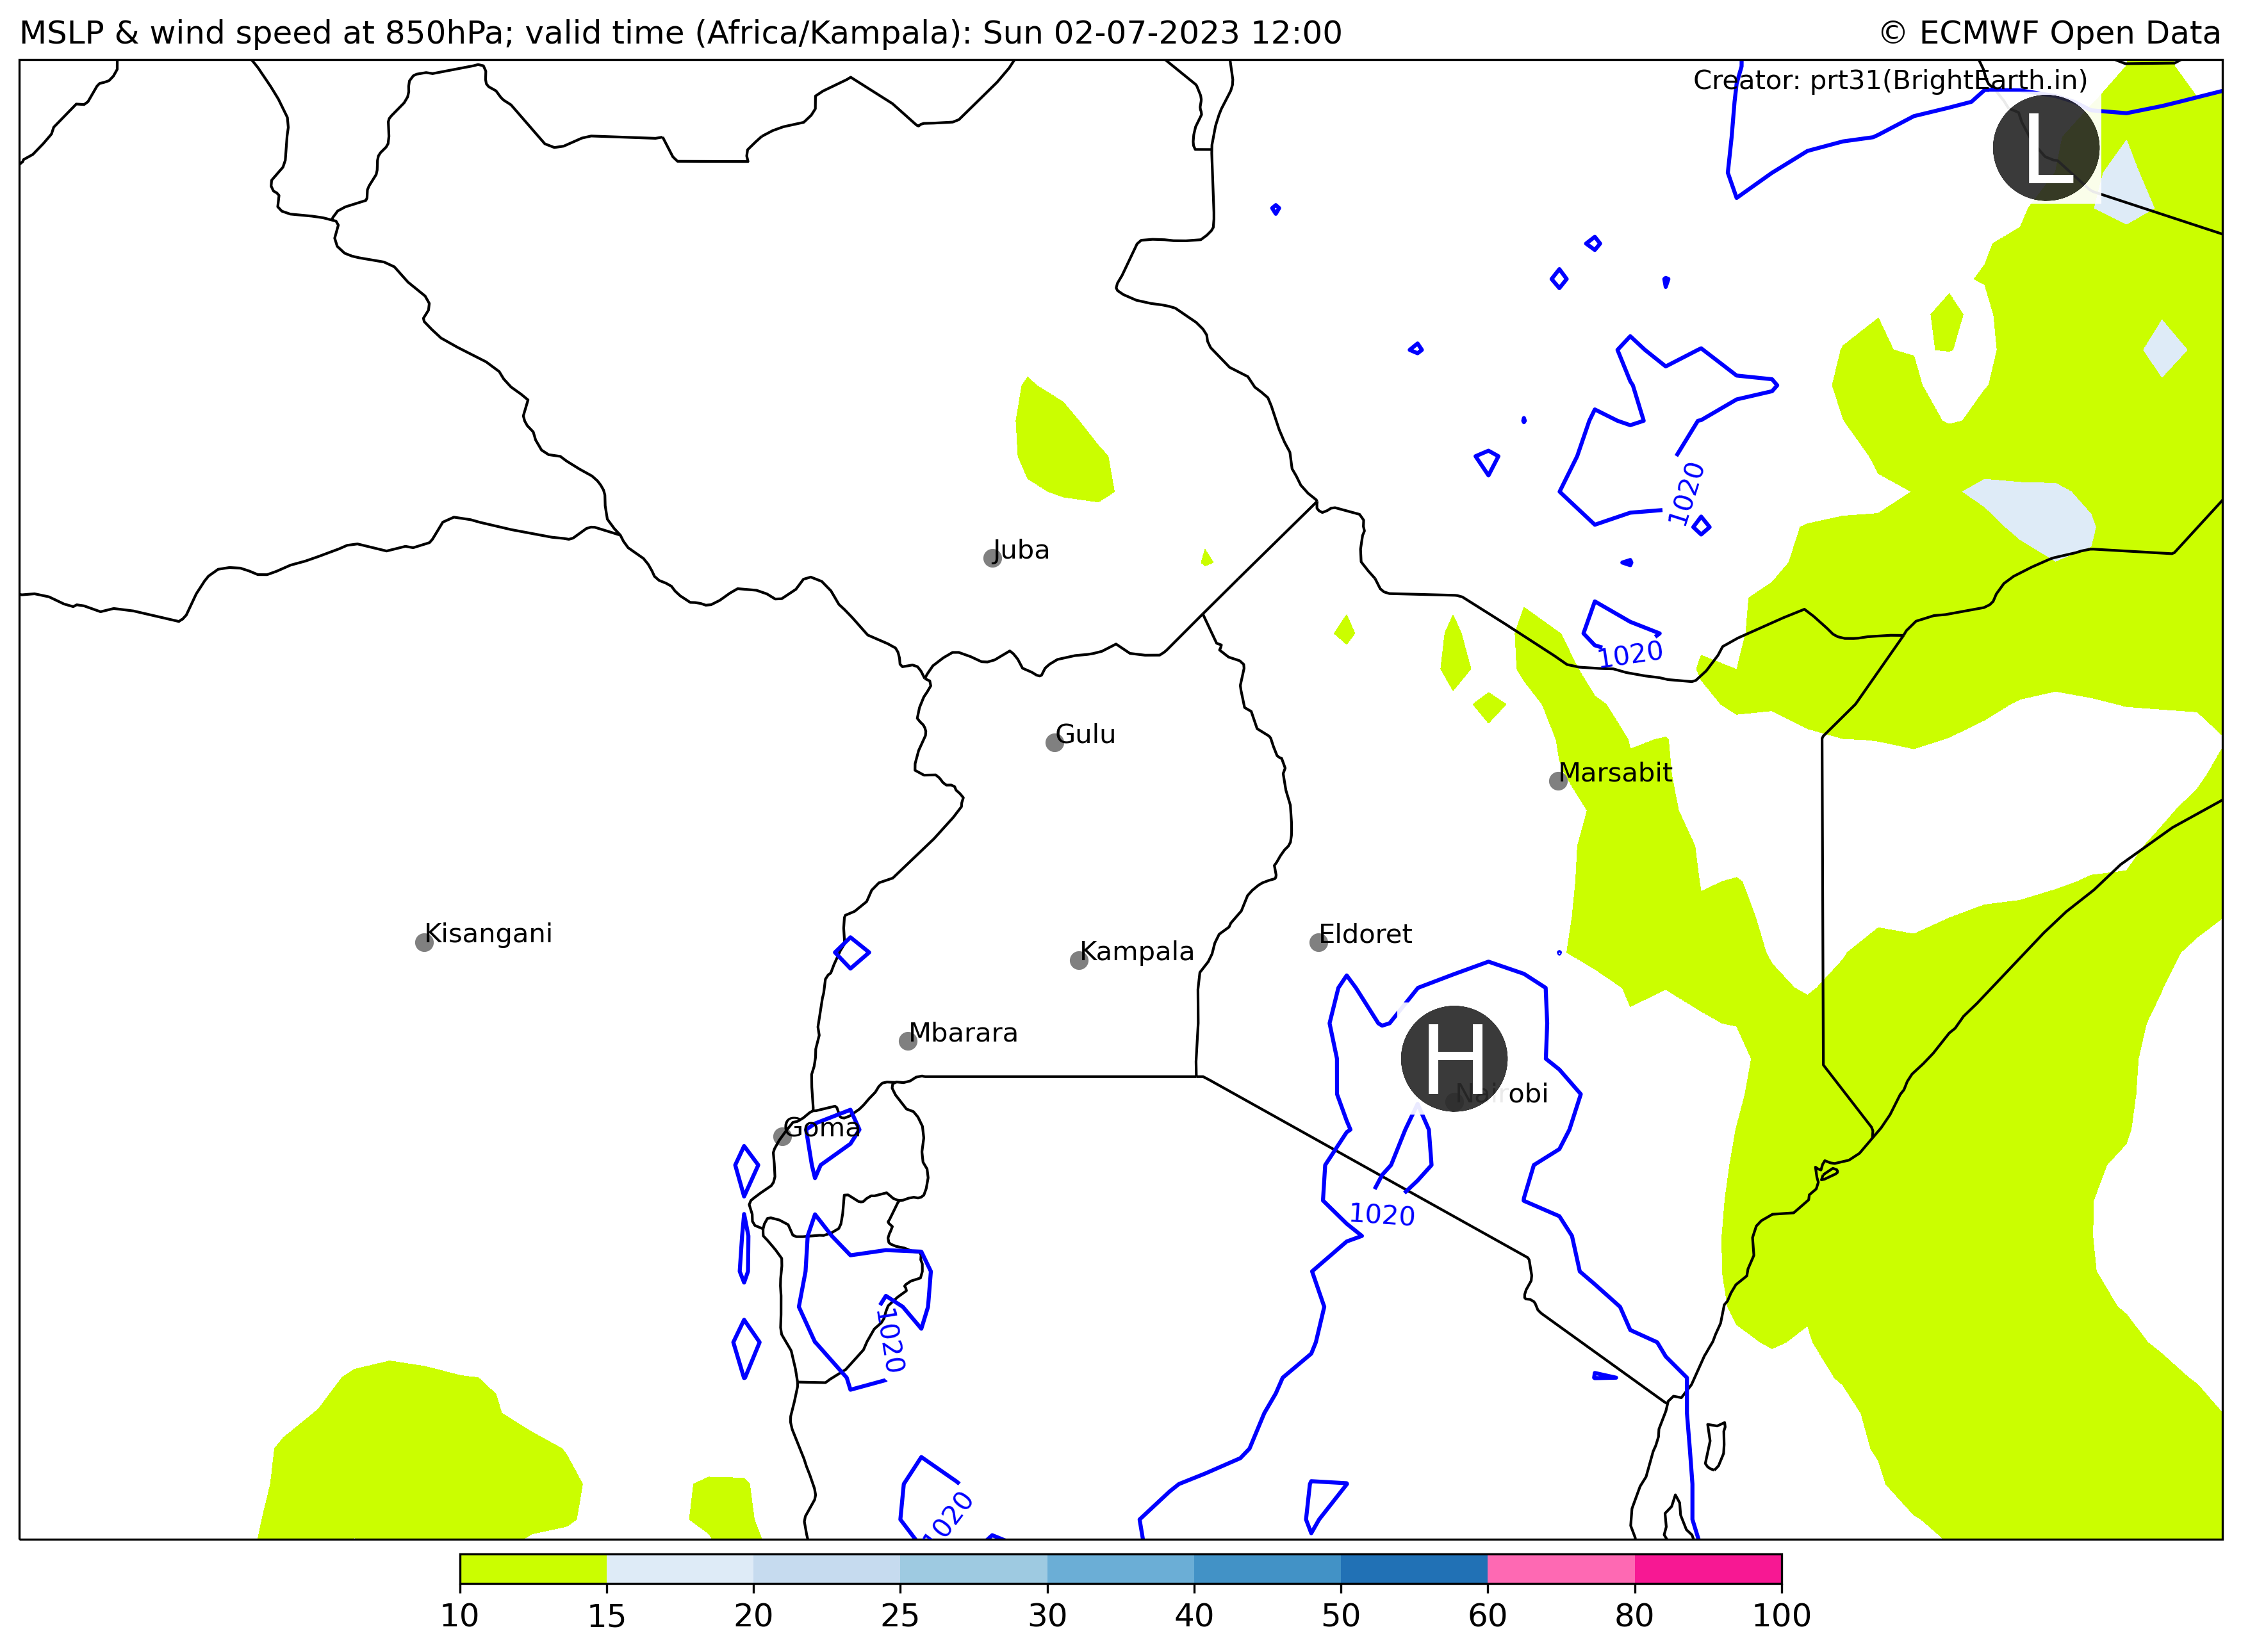 MSLP & wind speed at 850hPa; valid time (Africa/Kampala): Sun 02-07-2023 12:00
© ECMWF Open Data
Creator: prt31(BrightEarth.in)
L
1020
Juba
1020
Gulu
Marsabit
Kisangani
Eldoret
Kampala
Mbarara
H
Nairobi
Goma
1020
1020
1020
10 15 20 25 30 40 50 60 80 100